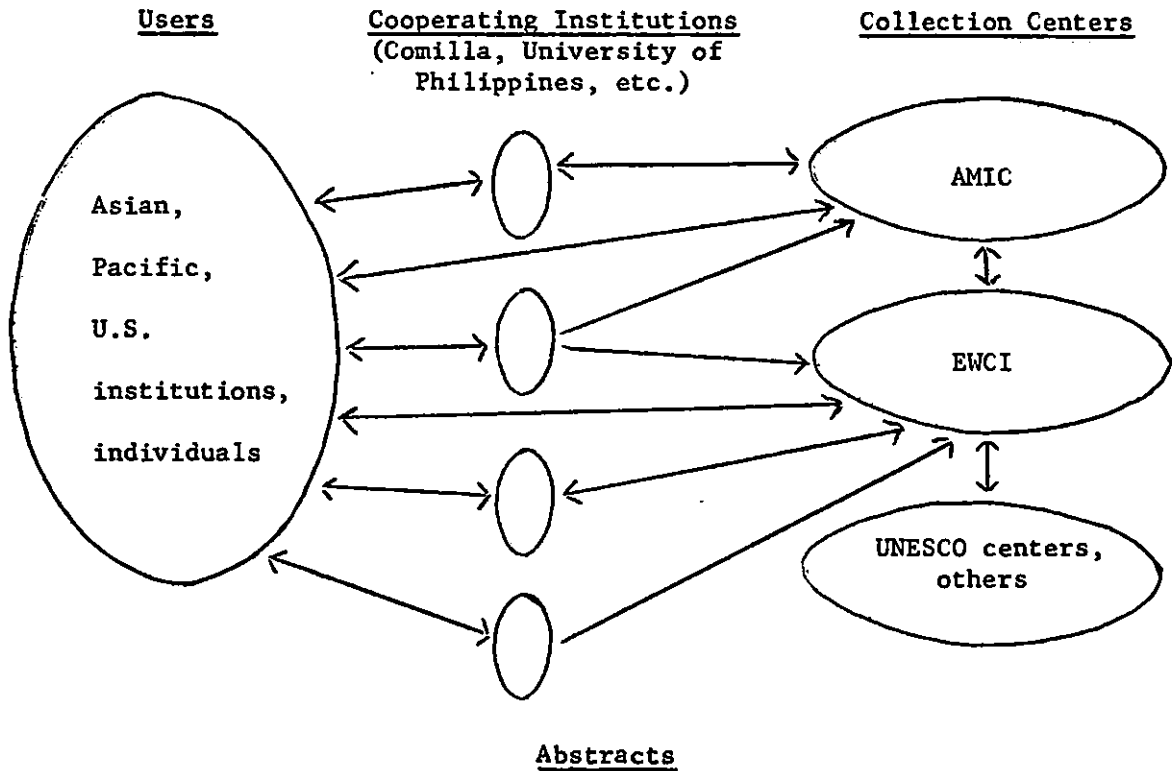 Users
Cooperating Institutions
(Comilla, University of
Philippines, etc.)
Collection Centers
Asian,
Pacific,
U.S.
institutions,
individuals
AMIC
EWCI
UNESCO centers,
others
Abstracts